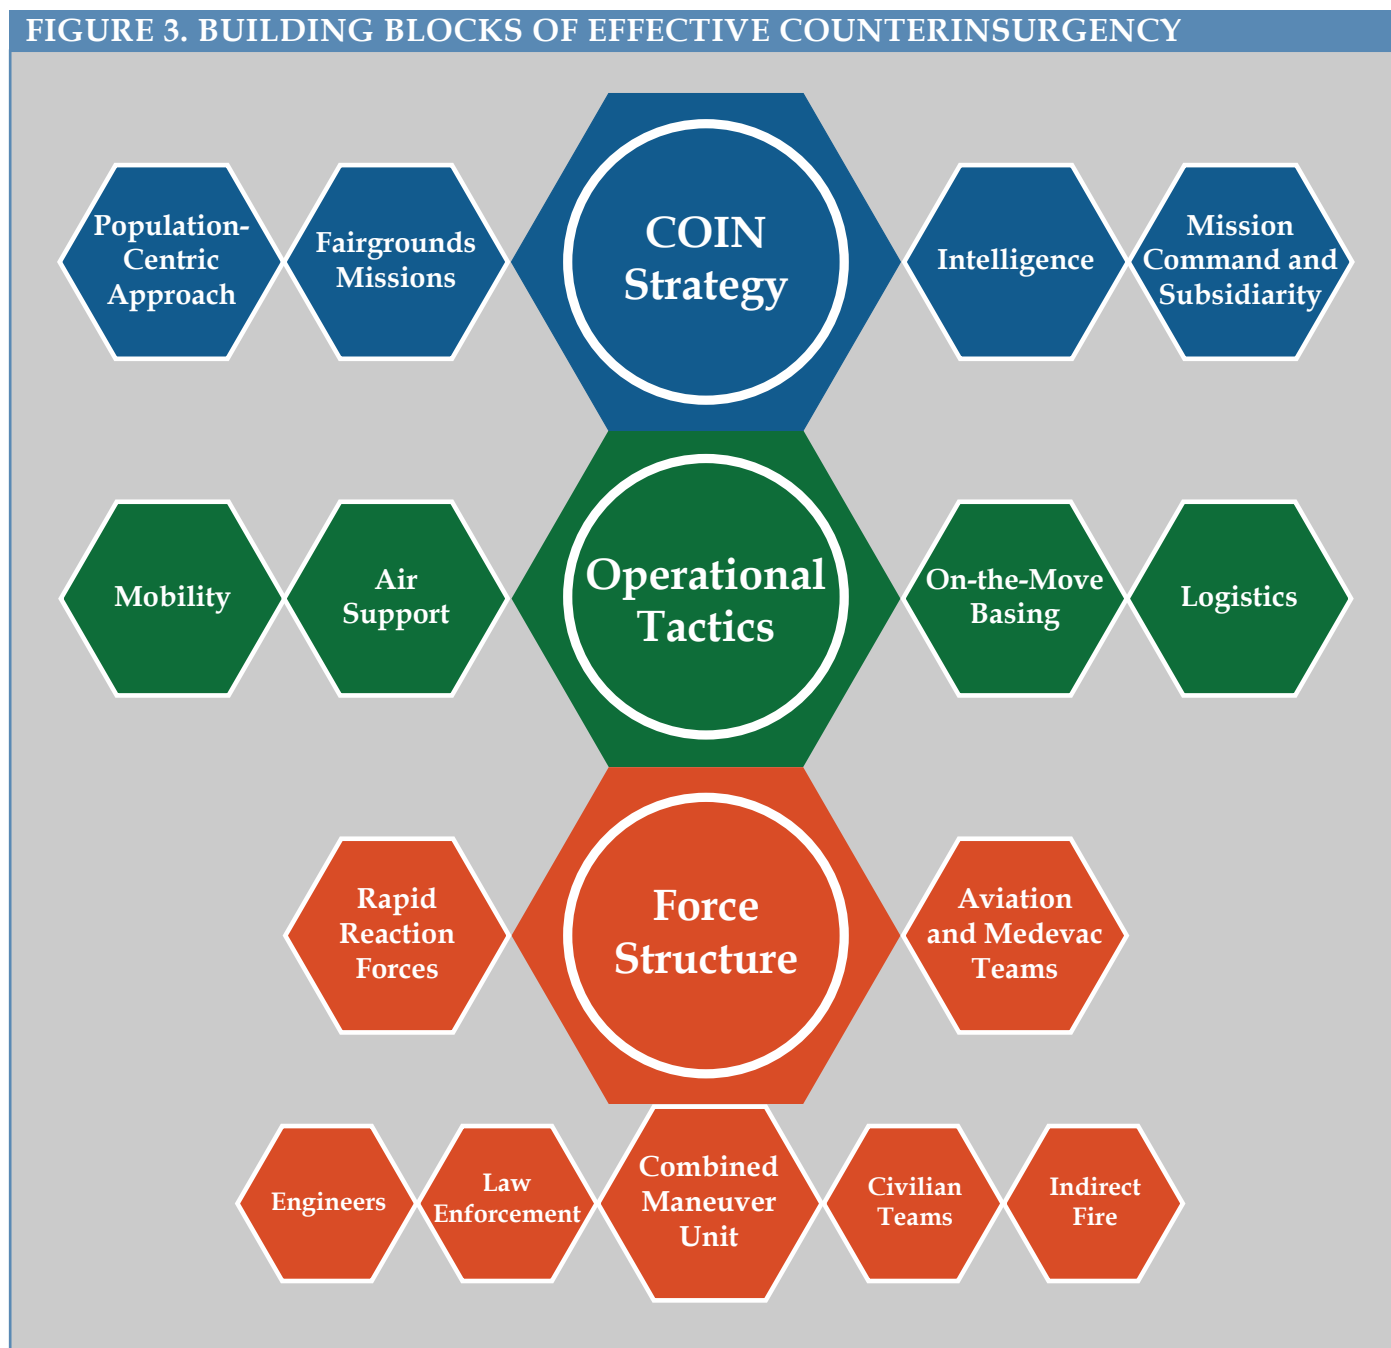 FIGURE 3. BUILDING BLOCKS OF EFFECTIVE COUNTERINSURGENCY
Population-
Centric
Approach
Fairgrounds
Missions
COIN
Strategy
Intelligence
Mission
Command and
Subsidiarity
Mobility
Air
Support
Operational
Tactics
On-the-Move
Basing
Logistics
Rapid
Reaction
Forces
Force
Structure
Aviation
and Medevac
Teams
Engineers
Law
Enforcement
Combined
Maneuver
Unit
Civilian
Teams
Indirect
Fire